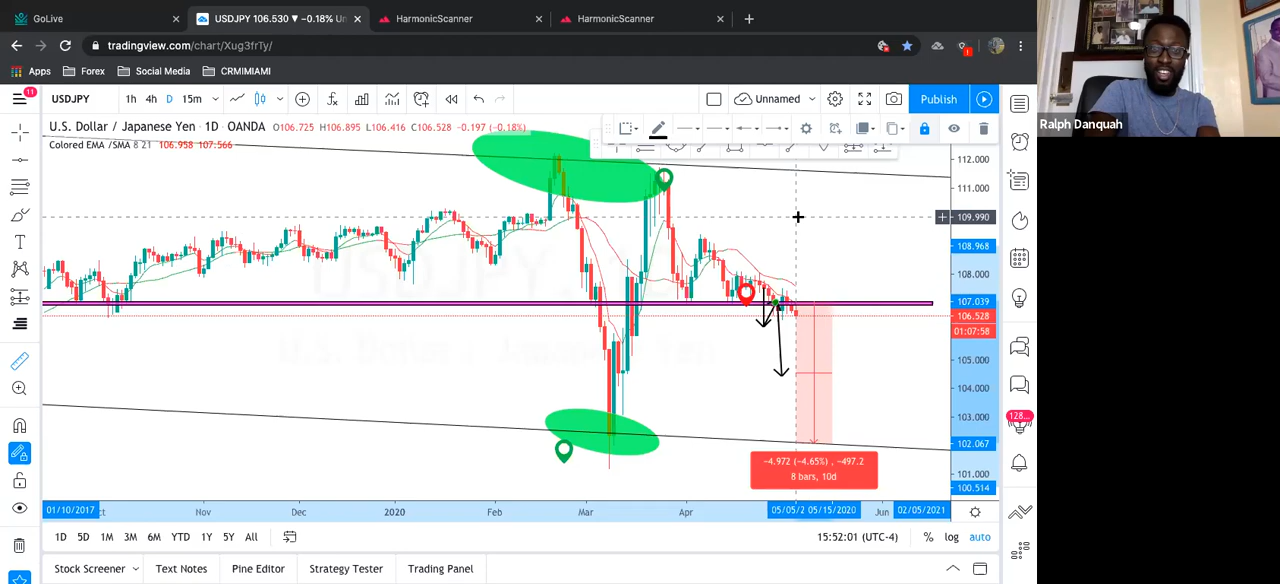 GoLive
USDJPY 106.530 ▼ −0.18% Un
HarmonicScanner
HarmonicScanner
tradingview.com/chart/Xug3frTy/
Apps Forex Social Media CRMIMIAMI
11
USDJPY 1h 4h D 15m Unnamed Publish
U.S. Dollar / Japanese Yen · 1D · OANDA O106.725 H106.895 L106.416 C106.528 −0.197 (−0.18%)
Colored EMA /SMA 8 21 106.958 107.566
Ralph Danquah
112.000
111.000
109.990
108.968
108.000
107.039
106.528
01:07:58
105.000
104.000
103.000
102.067
101.000
100.514
128...
−4.972 (−4.65%) , −497.2
8 bars, 10d
01/10/2017 Nov Dec 2020 Feb Mar Apr 05/05/2 05/15/2020 Jun 02/05/2021
1D 5D 1M 3M 6M YTD 1Y 5Y All 15:52:01 (UTC-4) % log auto
Stock Screener Text Notes Pine Editor Strategy Tester Trading Panel